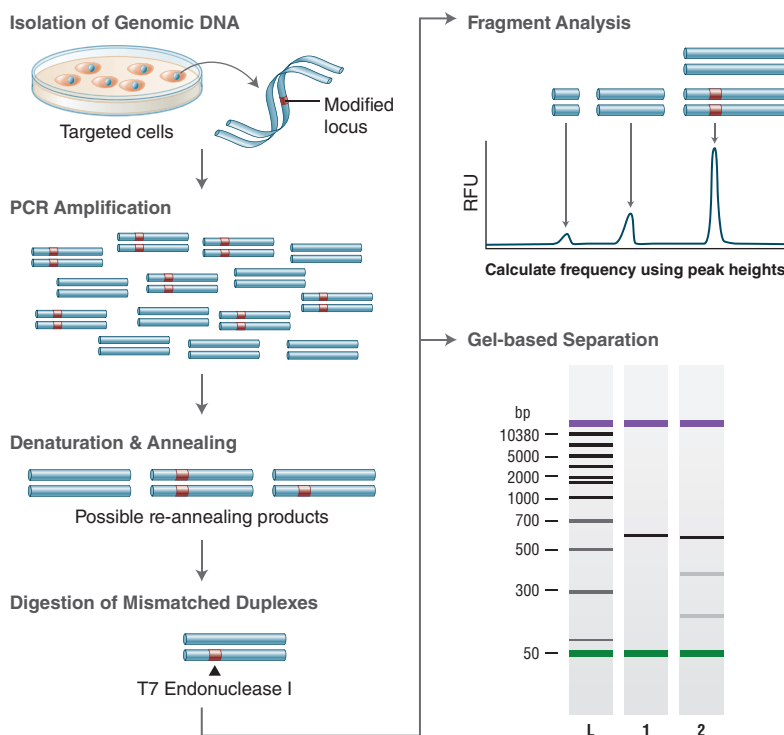 Isolation of Genomic DNA
Targeted cells
Modified
locus
PCR Amplification
Denaturation & Annealing
Possible re-annealing products
Digestion of Mismatched Duplexes
T7 Endonuclease I
Fragment Analysis
RFU
Calculate frequency using peak heights
Gel-based Separation
bp
10380
5000
2000
1000
700
500
300
50
L 1 2